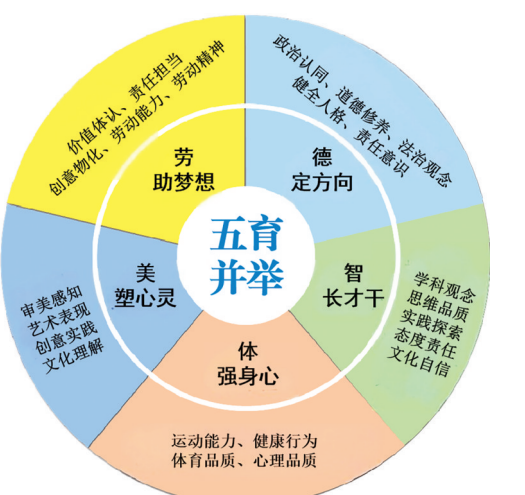 五育
并举
德
定方向
政治认同、道德修养、法治观念
健全人格、责任意识
智
长才干
学科观念
思维品质
实践探索
态度责任
文化自信
体
强身心
运动能力、健康行为
体育品质、心理品质
美
塑心灵
审美感知
艺术表现
创意实践
文化理解
劳
助梦想
价值体认、责任担当
创意物化、劳动能力、劳动精神